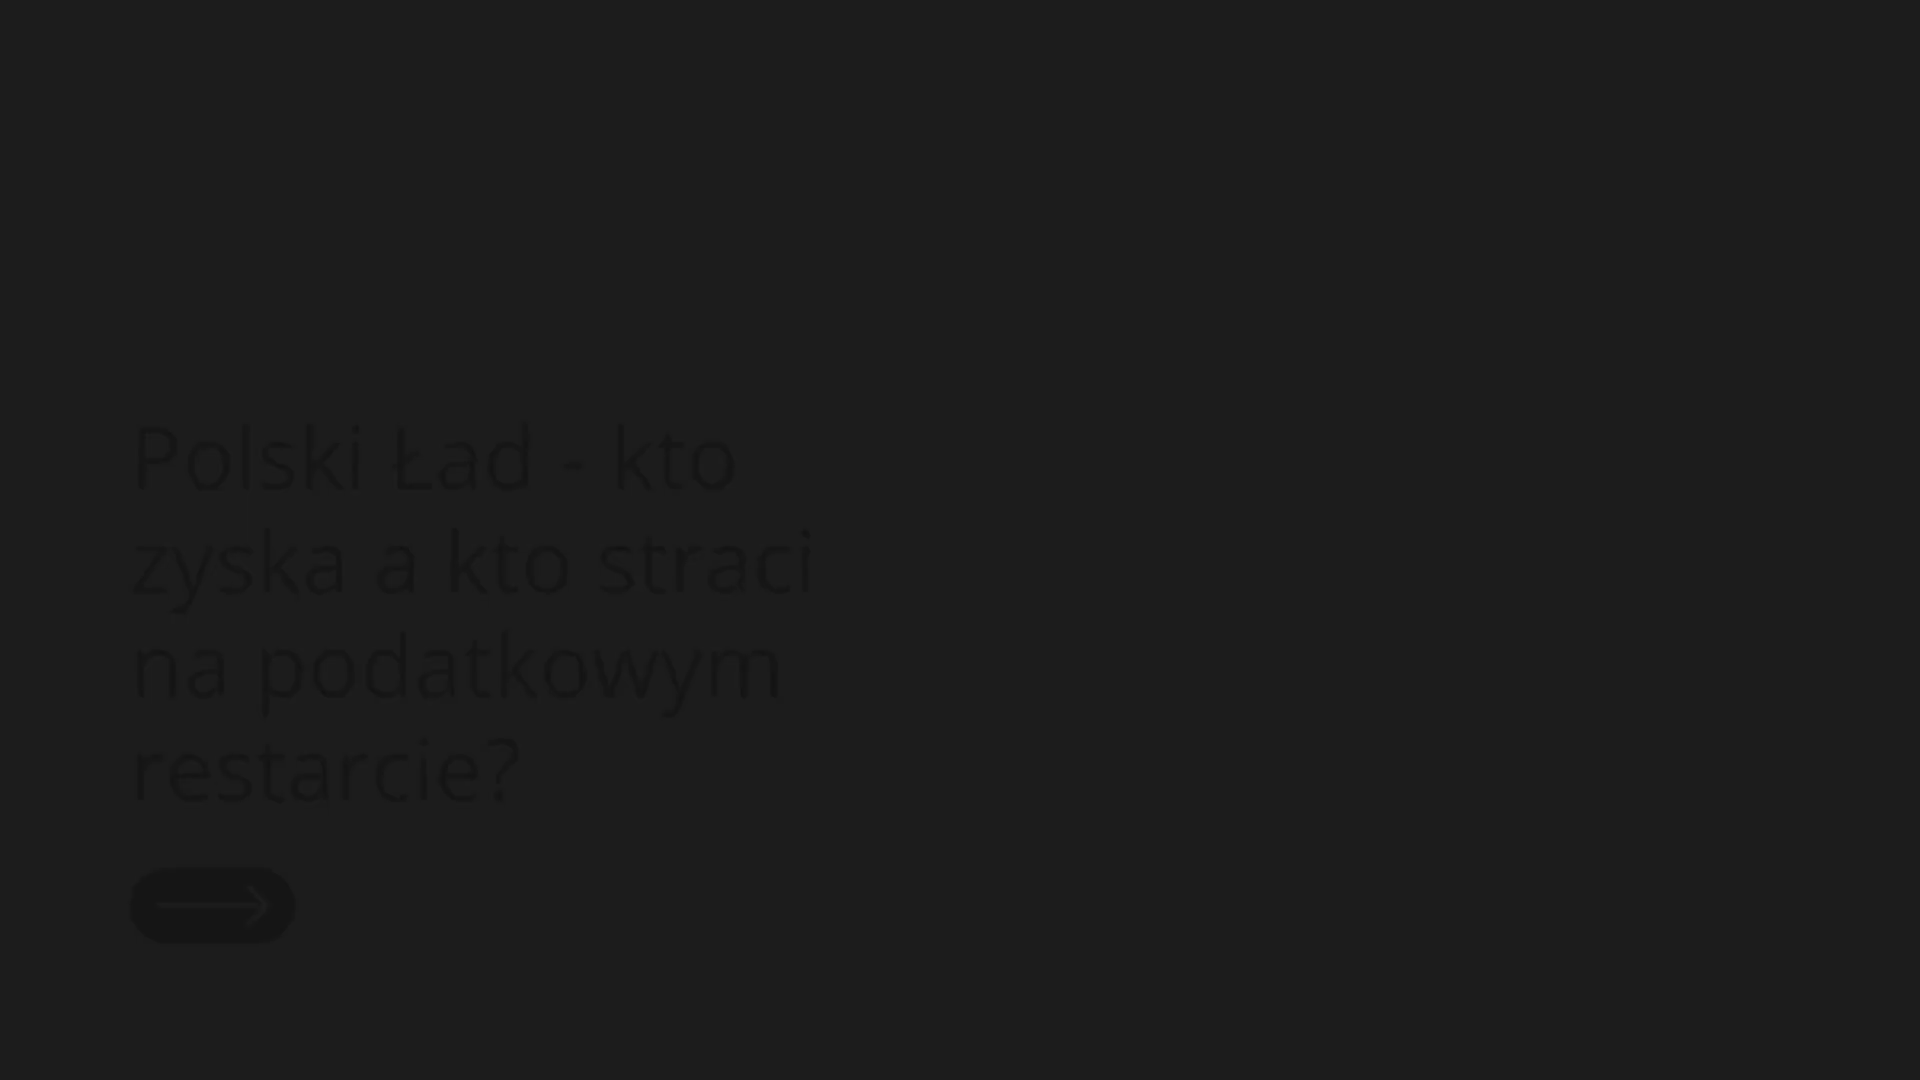 Polski Ład - kto
zyska a kto straci
na podatkowym
restarcie?